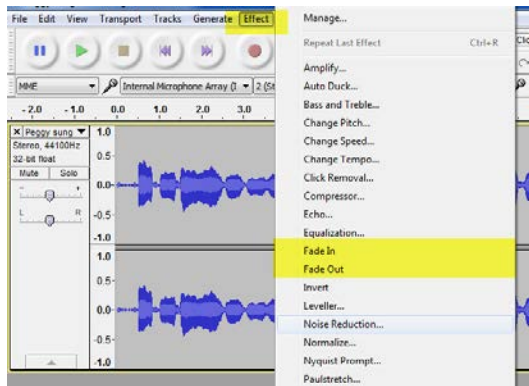 File Edit View Transport Tracks Generate Effect
Manage...
Repeat Last Effect Ctrl+R
Amplify...
Auto Duck...
Bass and Treble...
Change Pitch...
Change Speed...
Change Tempo...
Click Removal...
Compressor...
Echo...
Equalization...
Fade In
Fade Out
Invert
Leveller...
Noise Reduction...
Normalize...
Nyquist Prompt...
Paulstretch...
MME Internal Microphone Array (I 2 (St
-2.0 -1.0 0.0 1.0 2.0 3.0
X Peggy sung
Stereo, 44100Hz
32-bit float
Mute Solo
- +
L R
1.0
0.5-
0.0-
-0.5-
-1.0
1.0
0.5-
0.0-
-0.5-
-1.0
Clic